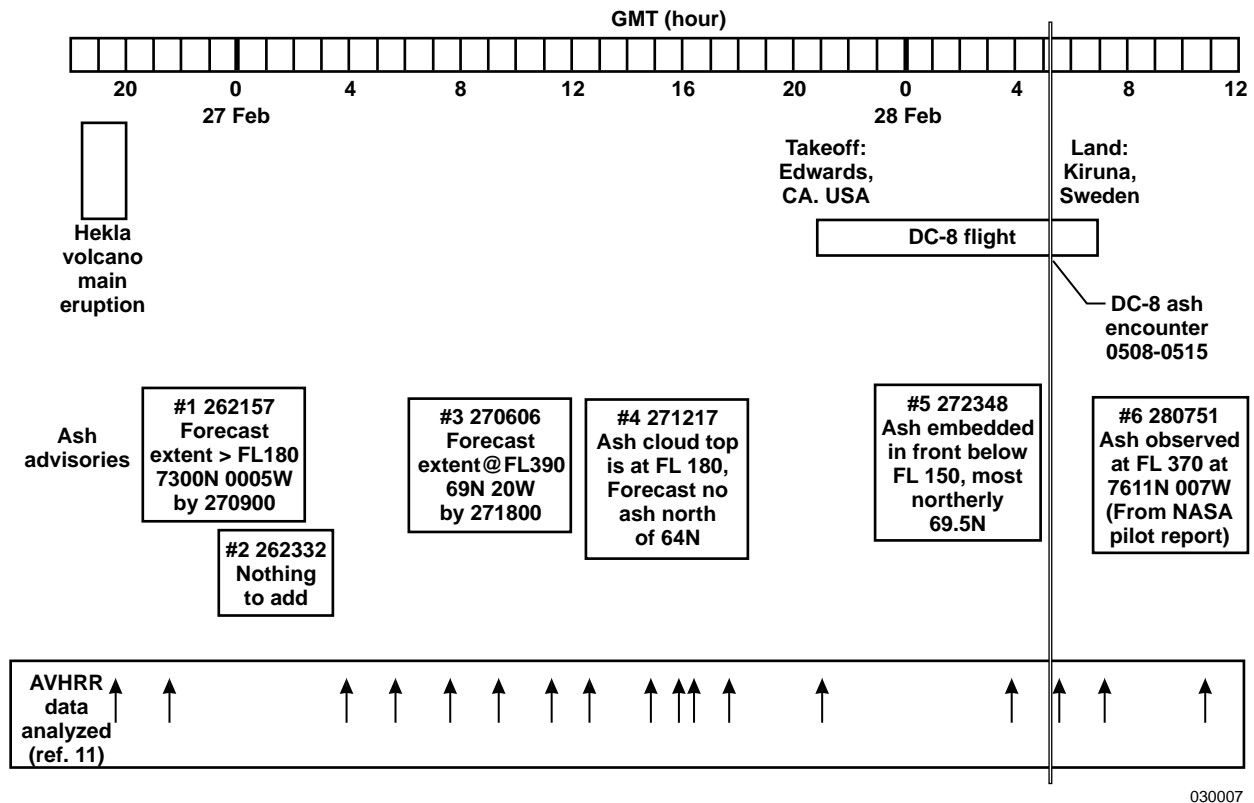 GMT (hour)
20 0 4 8 12 16 20 0 4 8 12
27 Feb 28 Feb
Hekla
volcano
main
eruption
Takeoff:
Edwards,
CA. USA
Land:
Kiruna,
Sweden
DC-8 flight
DC-8 ash
encounter
0508-0515
Ash
advisories
#1 262157
Forecast
extent > FL180
7300N 0005W
by 270900
#2 262332
Nothing
to add
#3 270606
Forecast
extent@FL390
69N 20W
by 271800
#4 271217
Ash cloud top
is at FL 180,
Forecast no
ash north
of 64N
#5 272348
Ash embedded
in front below
FL 150, most
northerly
69.5N
#6 280751
Ash observed
at FL 370 at
7611N 007W
(From NASA
pilot report)
AVHRR
data
analyzed
(ref. 11)
030007